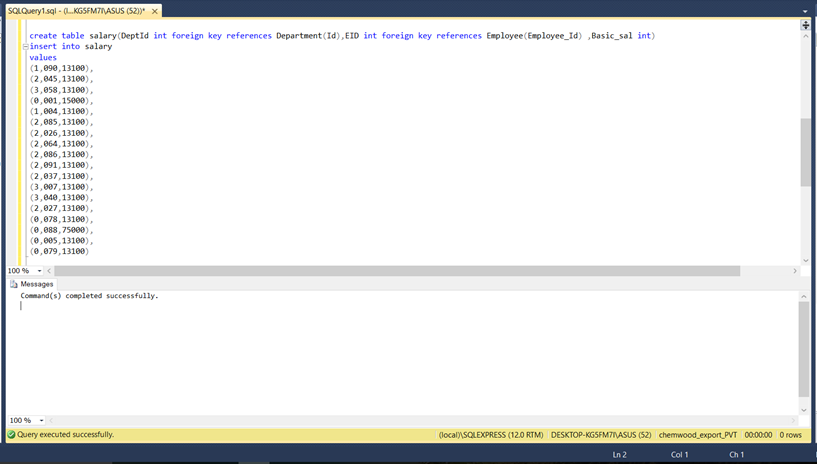 SQLQuery1.sql - (l...KG5FM7I\ASUS (52))*
create table salary(DeptId int foreign key references Department(Id),EID int foreign key references Employee(Employee_Id) ,Basic_sal int)
insert into salary
values
(1,090,13100),
(2,045,13100),
(3,058,13100),
(0,001,15000),
(1,004,13100),
(2,085,13100),
(2,026,13100),
(2,064,13100),
(2,086,13100),
(2,091,13100),
(2,037,13100),
(3,007,13100),
(3,040,13100),
(2,027,13100),
(0,078,13100),
(0,088,75000),
(0,005,13100),
(0,079,13100)
100 %
Messages
Command(s) completed successfully.
100 %
Query executed successfully. (local)\SQLEXPRESS (12.0 RTM) DESKTOP-KG5FM7I\ASUS (52) chemwood_export_PVT 00:00:00 0 rows
Ln 2 Col 1 Ch 1